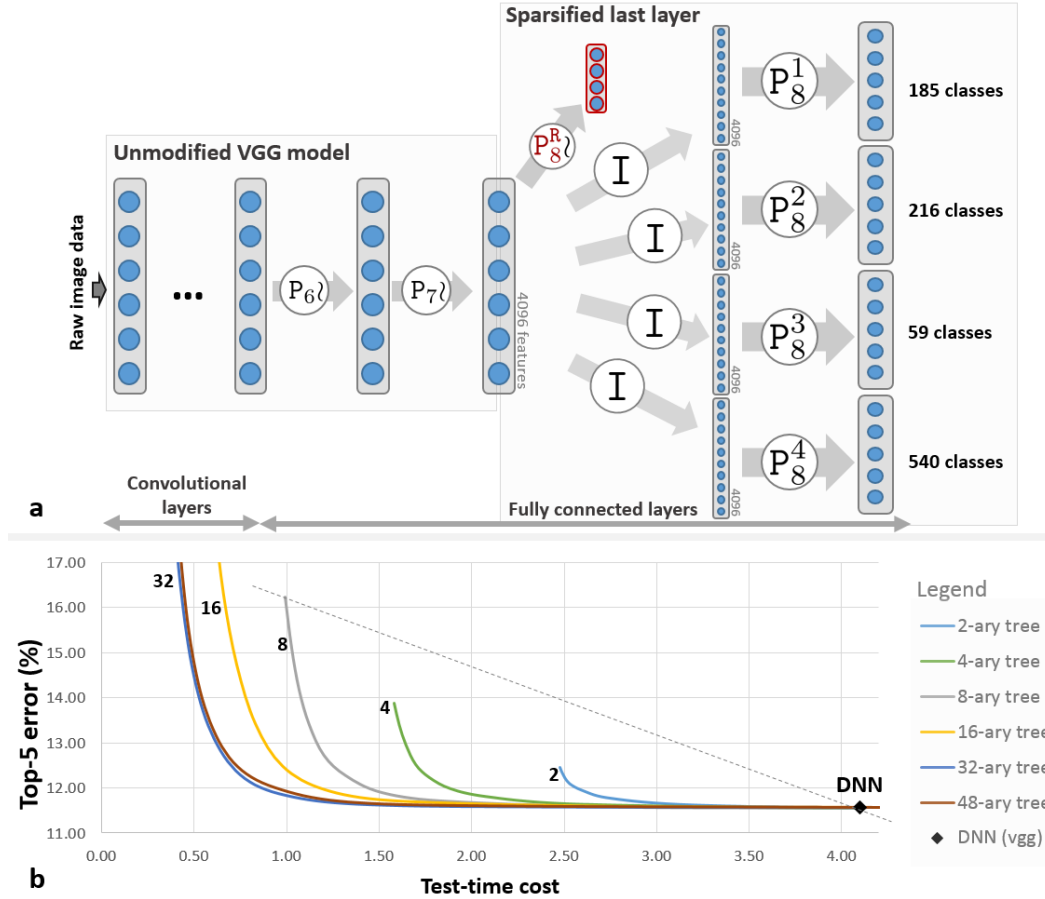 Sparsified last layer
Unmodified VGG model
Raw image data
...
P6≀
P7≀
4096 features
P8R≀
I
I
I
I
4096
4096
4096
4096
P81
P82
P83
P84
185 classes
216 classes
59 classes
540 classes
Convolutional
layers
Fully connected layers
a
17.00
16.00
15.00
14.00
13.00
12.00
11.00
Top-5 error (%)
32
16
8
4
2
DNN
0.00 0.50 1.00 1.50 2.00 2.50 3.00 3.50 4.00
Test-time cost
b
Legend
2-ary tree
4-ary tree
8-ary tree
16-ary tree
32-ary tree
48-ary tree
DNN (vgg)